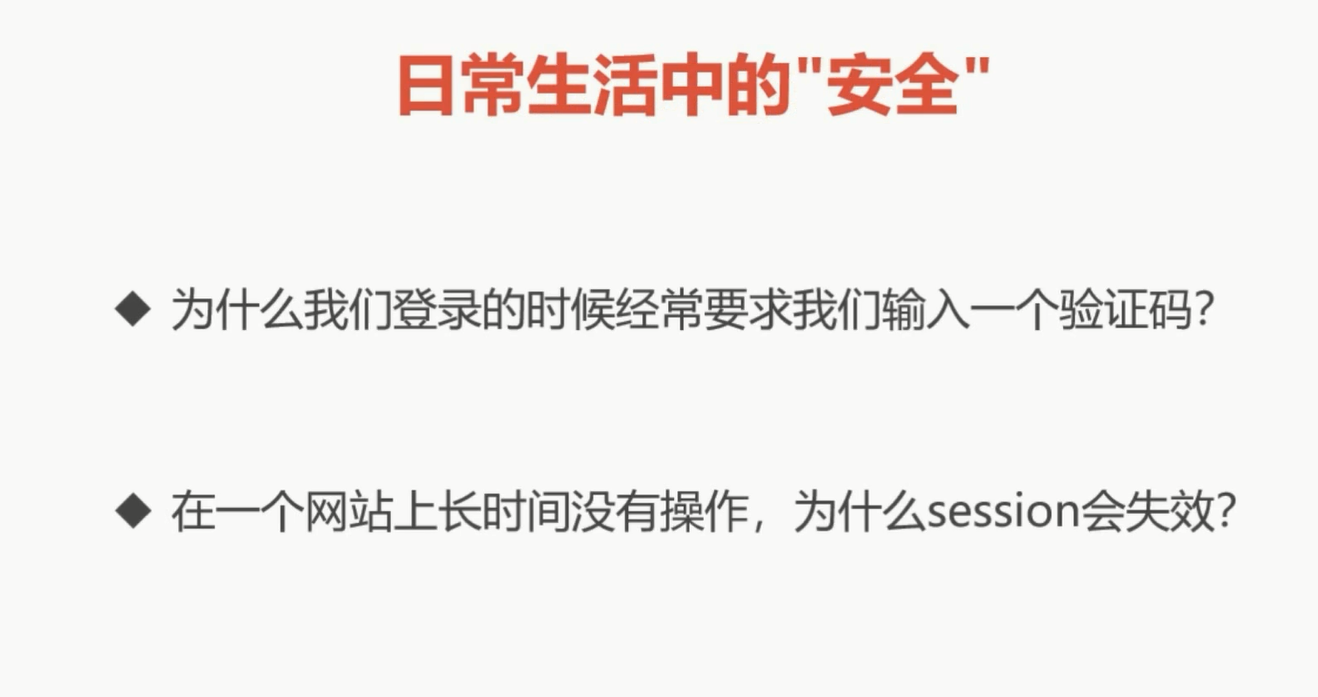 日常生活中的"安全"
◆ 为什么我们登录的时候经常要求我们输入一个验证码？
◆ 在一个网站上长时间没有操作，为什么session会失效？